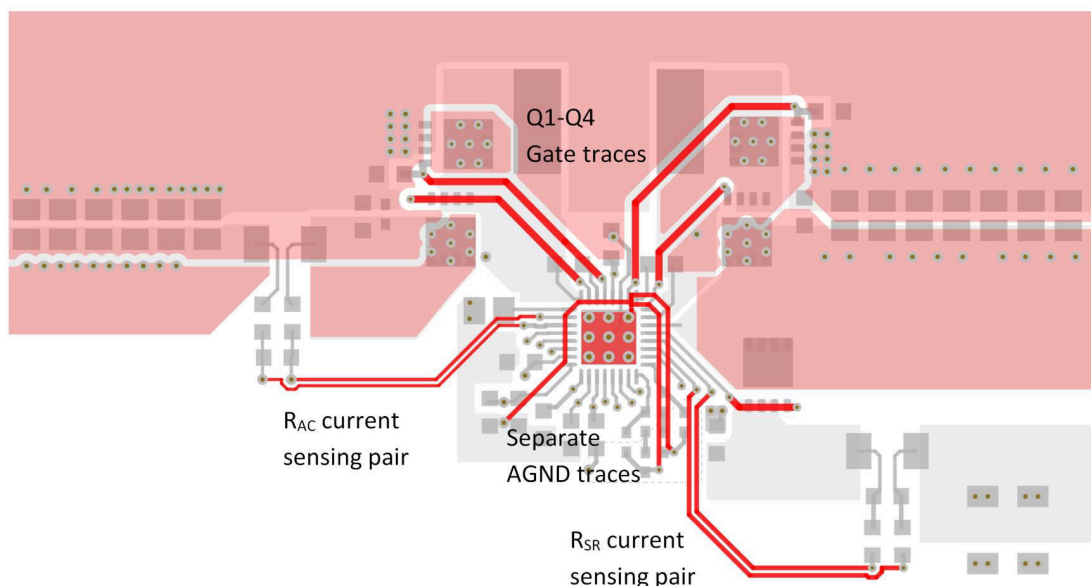 Q1-Q4
Gate traces
RAC current
sensing pair
Separate
AGND traces
RSR current
sensing pair